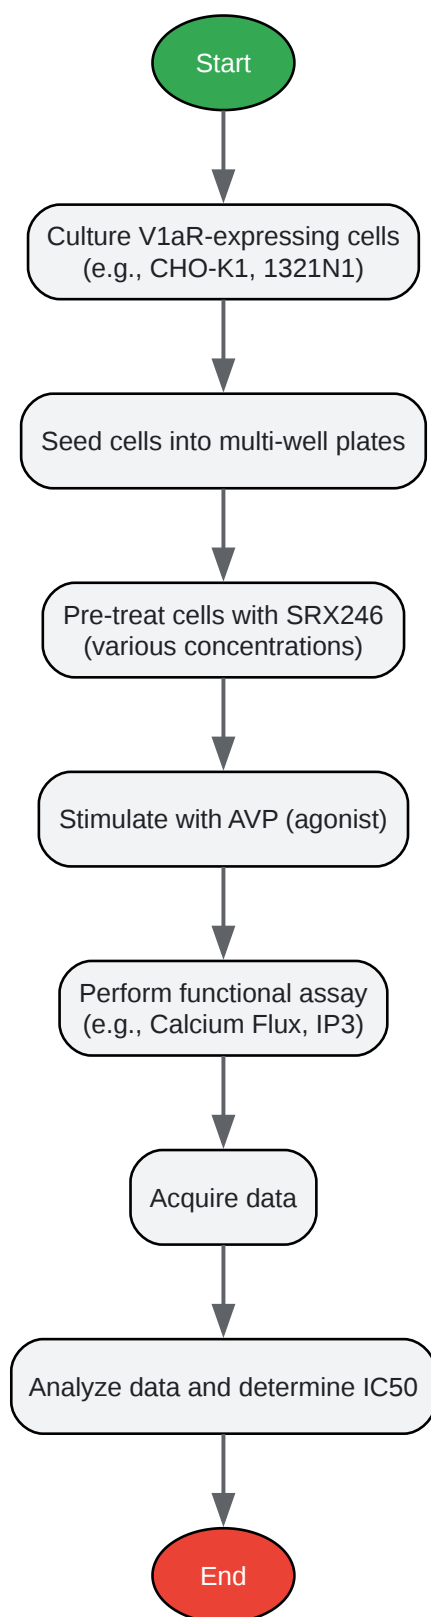 Start
Culture V1aR-expressing cells
(e.g., CHO-K1, 1321N1)
Seed cells into multi-well plates
Pre-treat cells with SRX246
(various concentrations)
Stimulate with AVP (agonist)
Perform functional assay
(e.g., Calcium Flux, IP3)
Acquire data
Analyze data and determine IC50
End